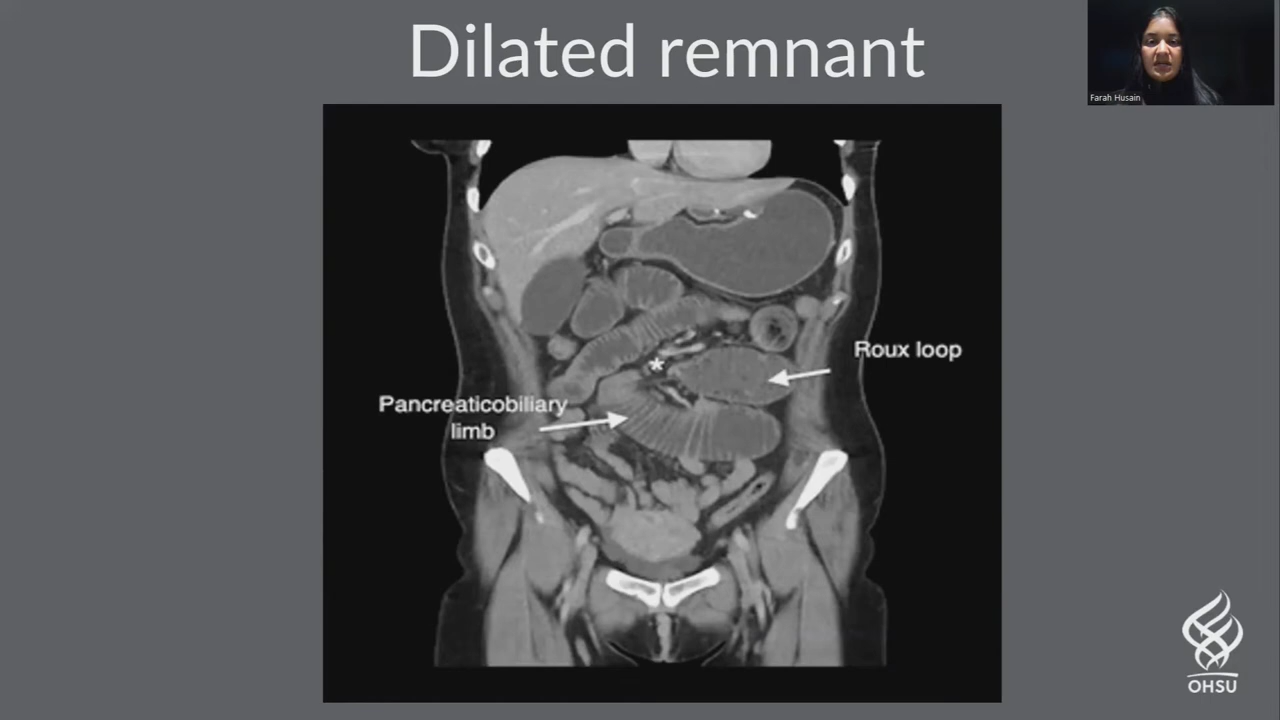 Dilated remnant
Farah Husain
Roux loop
*
Pancreaticobiliary
limb
OHSU